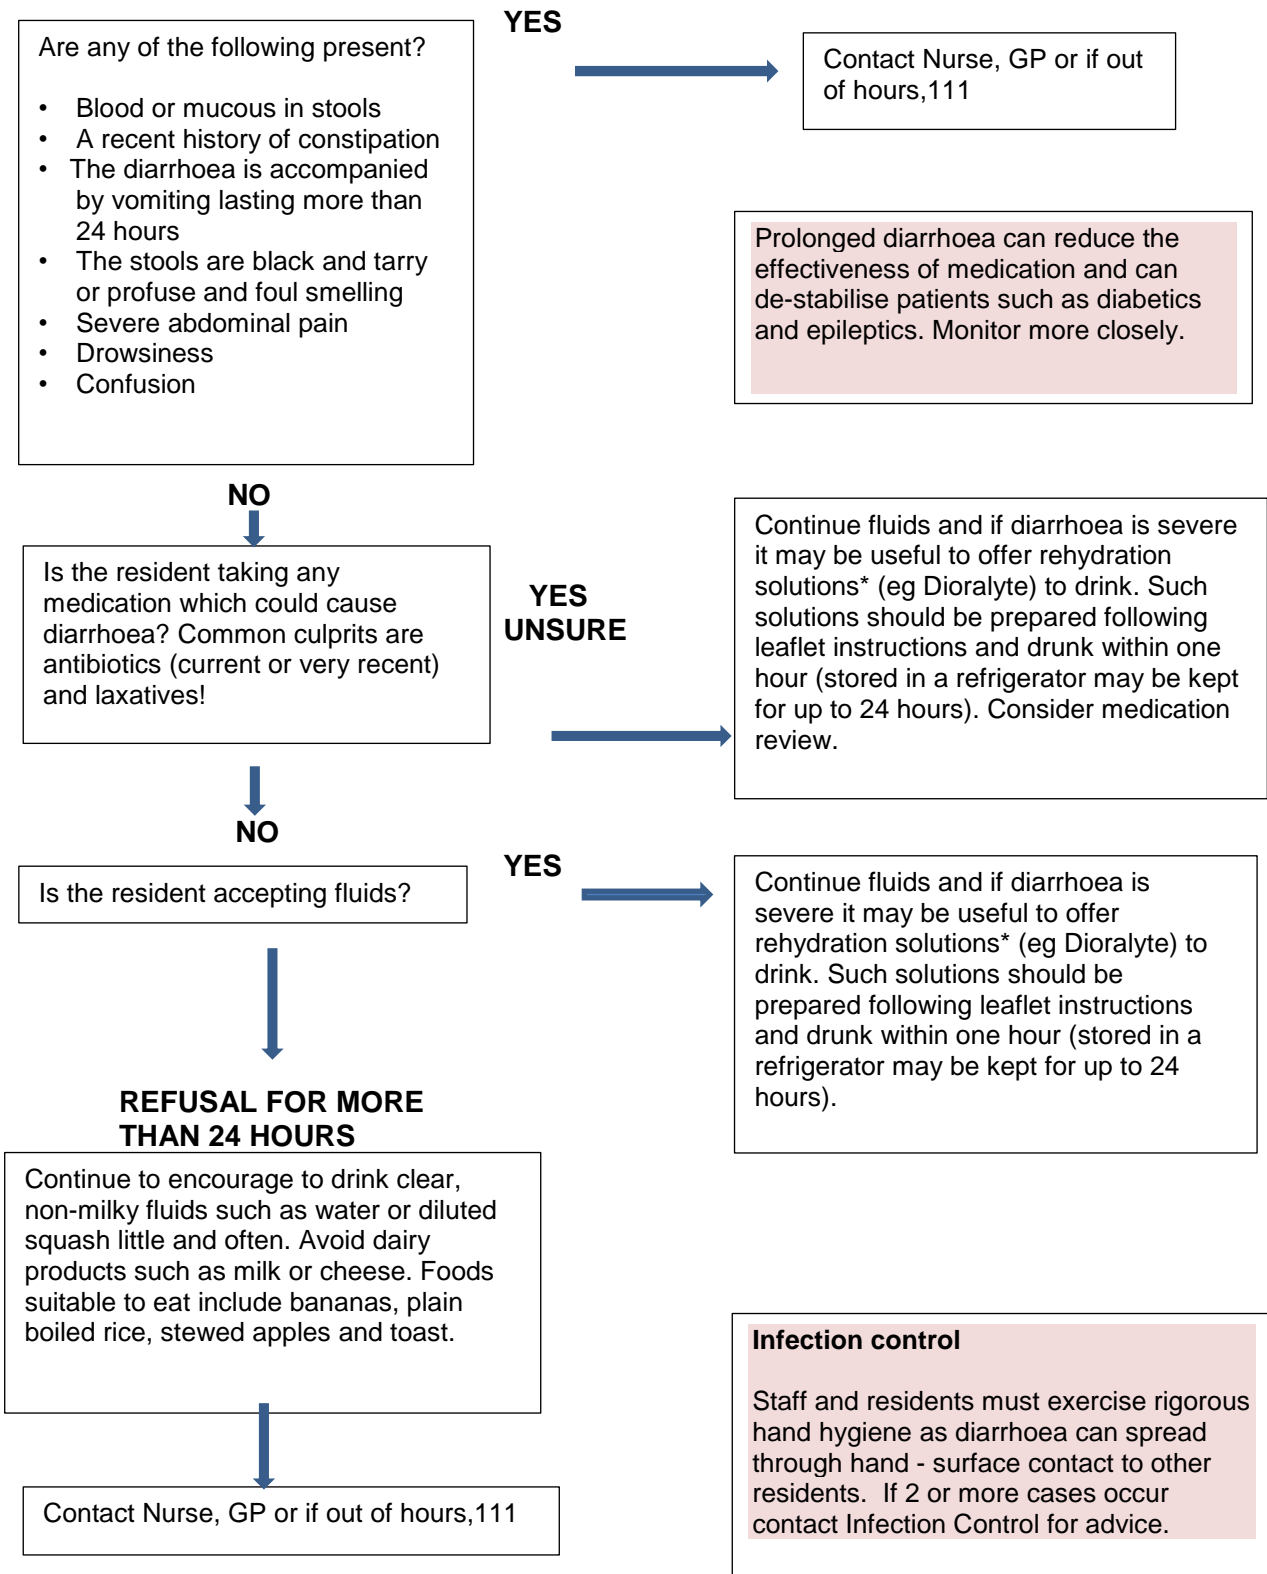 Are any of the following present?
• Blood or mucous in stools
• A recent history of constipation
• The diarrhoea is accompanied
by vomiting lasting more than
24 hours
• The stools are black and tarry
or profuse and foul smelling
• Severe abdominal pain
• Drowsiness
• Confusion
YES
Contact Nurse, GP or if out
of hours,111
Prolonged diarrhoea can reduce the
effectiveness of medication and can
de-stabilise patients such as diabetics
and epileptics. Monitor more closely.
NO
Is the resident taking any
medication which could cause
diarrhoea? Common culprits are
antibiotics (current or very recent)
and laxatives!
YES
UNSURE
Continue fluids and if diarrhoea is severe
it may be useful to offer rehydration
solutions* (eg Dioralyte) to drink. Such
solutions should be prepared following
leaflet instructions and drunk within one
hour (stored in a refrigerator may be kept
for up to 24 hours). Consider medication
review.
NO
Is the resident accepting fluids?
YES
Continue fluids and if diarrhoea is
severe it may be useful to offer
rehydration solutions* (eg Dioralyte) to
drink. Such solutions should be
prepared following leaflet instructions
and drunk within one hour (stored in a
refrigerator may be kept for up to 24
hours).
REFUSAL FOR MORE
THAN 24 HOURS
Continue to encourage to drink clear,
non-milky fluids such as water or diluted
squash little and often. Avoid dairy
products such as milk or cheese. Foods
suitable to eat include bananas, plain
boiled rice, stewed apples and toast.
Contact Nurse, GP or if out of hours,111
Infection control
Staff and residents must exercise rigorous
hand hygiene as diarrhoea can spread
through hand - surface contact to other
residents.  If 2 or more cases occur
contact Infection Control for advice.